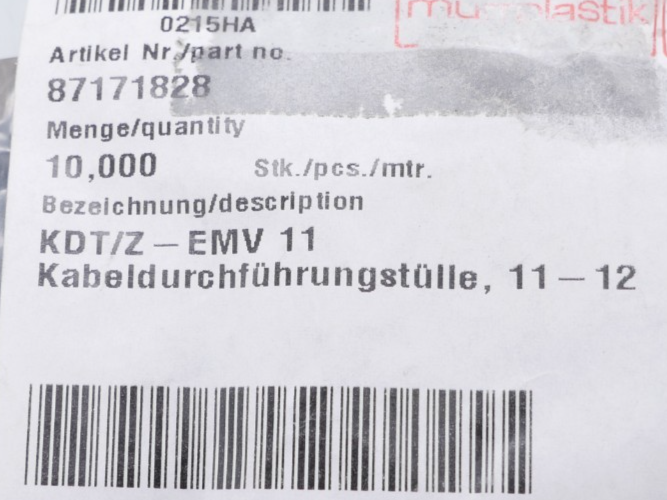 0215HA
Artikel Nr./part no.
87171828
Menge/quantity
10,000 Stk./pcs./mtr.
Bezeichnung/description
KDT/Z – EMV 11
Kabeldurchführungstülle, 11 – 12